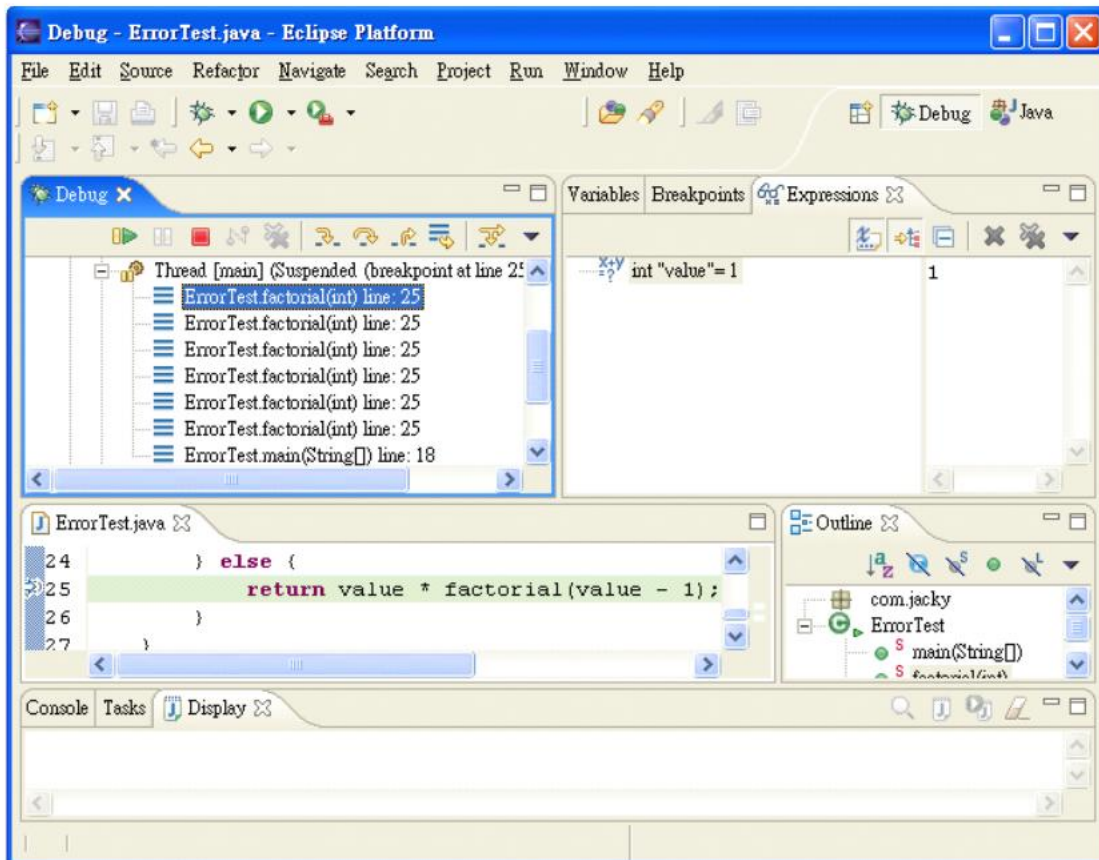 Debug - ErrorTest.java - Eclipse Platform
File Edit Source Refactor Navigate Search Project Run Window Help
Debug Java
Debug
Thread [main] (Suspended (breakpoint at line 25
ErrorTest.factorial(int) line: 25
ErrorTest.factorial(int) line: 25
ErrorTest.factorial(int) line: 25
ErrorTest.factorial(int) line: 25
ErrorTest.factorial(int) line: 25
ErrorTest.factorial(int) line: 25
ErrorTest.main(String[]) line: 18
Variables Breakpoints Expressions
int "value"= 1
1
ErrorTest.java
24 } else {
25 return value * factorial(value - 1);
26 }
27 }
Outline
com.jacky
ErrorTest
main(String[])
factorial(int)
Console Tasks Display